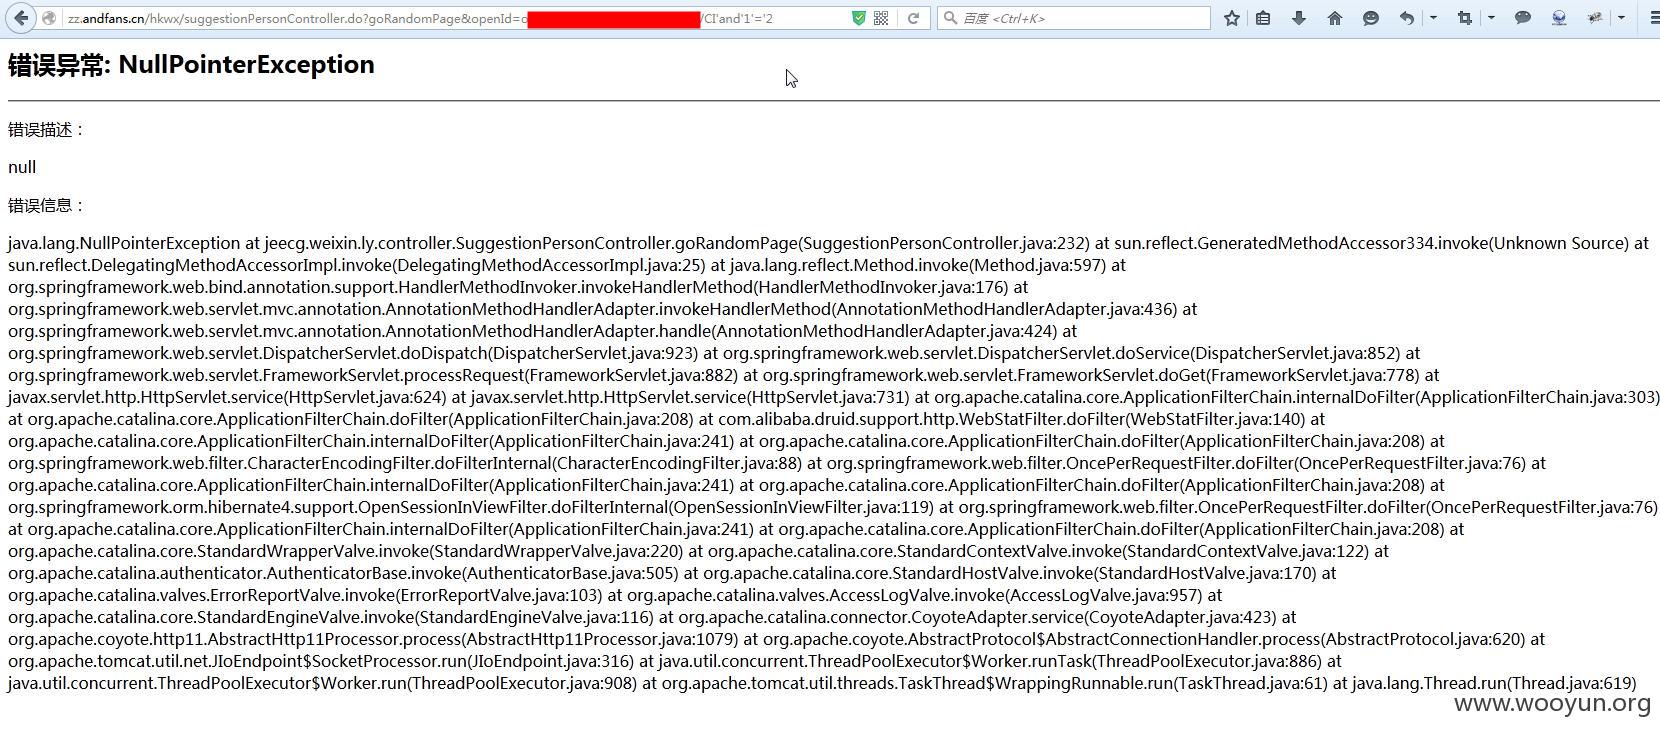 zz.andfans.cn/hkwx/suggestionPersonController.do?goRandomPage&openId=o /CI'and'1'='2
百度 <Ctrl+K>
错误异常: NullPointerException
错误描述：
null
错误信息：
java.lang.NullPointerException at jeecg.weixin.ly.controller.SuggestionPersonController.goRandomPage(SuggestionPersonController.java:232) at sun.reflect.GeneratedMethodAccessor334.invoke(Unknown Source) at
sun.reflect.DelegatingMethodAccessorImpl.invoke(DelegatingMethodAccessorImpl.java:25) at java.lang.reflect.Method.invoke(Method.java:597) at
org.springframework.web.bind.annotation.support.HandlerMethodInvoker.invokeHandlerMethod(HandlerMethodInvoker.java:176) at
org.springframework.web.servlet.mvc.annotation.AnnotationMethodHandlerAdapter.invokeHandlerMethod(AnnotationMethodHandlerAdapter.java:436) at
org.springframework.web.servlet.mvc.annotation.AnnotationMethodHandlerAdapter.handle(AnnotationMethodHandlerAdapter.java:424) at
org.springframework.web.servlet.DispatcherServlet.doDispatch(DispatcherServlet.java:923) at org.springframework.web.servlet.DispatcherServlet.doService(DispatcherServlet.java:852) at
org.springframework.web.servlet.FrameworkServlet.processRequest(FrameworkServlet.java:882) at org.springframework.web.servlet.FrameworkServlet.doGet(FrameworkServlet.java:778) at
javax.servlet.http.HttpServlet.service(HttpServlet.java:624) at javax.servlet.http.HttpServlet.service(HttpServlet.java:731) at org.apache.catalina.core.ApplicationFilterChain.internalDoFilter(ApplicationFilterChain.java:303)
at org.apache.catalina.core.ApplicationFilterChain.doFilter(ApplicationFilterChain.java:208) at com.alibaba.druid.support.http.WebStatFilter.doFilter(WebStatFilter.java:140) at
org.apache.catalina.core.ApplicationFilterChain.internalDoFilter(ApplicationFilterChain.java:241) at org.apache.catalina.core.ApplicationFilterChain.doFilter(ApplicationFilterChain.java:208) at
org.springframework.web.filter.CharacterEncodingFilter.doFilterInternal(CharacterEncodingFilter.java:88) at org.springframework.web.filter.OncePerRequestFilter.doFilter(OncePerRequestFilter.java:76) at
org.apache.catalina.core.ApplicationFilterChain.internalDoFilter(ApplicationFilterChain.java:241) at org.apache.catalina.core.ApplicationFilterChain.doFilter(ApplicationFilterChain.java:208) at
org.springframework.orm.hibernate4.support.OpenSessionInViewFilter.doFilterInternal(OpenSessionInViewFilter.java:119) at org.springframework.web.filter.OncePerRequestFilter.doFilter(OncePerRequestFilter.java:76)
at org.apache.catalina.core.ApplicationFilterChain.internalDoFilter(ApplicationFilterChain.java:241) at org.apache.catalina.core.ApplicationFilterChain.doFilter(ApplicationFilterChain.java:208) at
org.apache.catalina.core.StandardWrapperValve.invoke(StandardWrapperValve.java:220) at org.apache.catalina.core.StandardContextValve.invoke(StandardContextValve.java:122) at
org.apache.catalina.authenticator.AuthenticatorBase.invoke(AuthenticatorBase.java:505) at org.apache.catalina.core.StandardHostValve.invoke(StandardHostValve.java:170) at
org.apache.catalina.valves.ErrorReportValve.invoke(ErrorReportValve.java:103) at org.apache.catalina.valves.AccessLogValve.invoke(AccessLogValve.java:957) at
org.apache.catalina.core.StandardEngineValve.invoke(StandardEngineValve.java:116) at org.apache.catalina.connector.CoyoteAdapter.service(CoyoteAdapter.java:423) at
org.apache.coyote.http11.AbstractHttp11Processor.process(AbstractHttp11Processor.java:1079) at org.apache.coyote.AbstractProtocol$AbstractConnectionHandler.process(AbstractProtocol.java:620) at
org.apache.tomcat.util.net.JIoEndpoint$SocketProcessor.run(JIoEndpoint.java:316) at java.util.concurrent.ThreadPoolExecutor$Worker.runTask(ThreadPoolExecutor.java:886) at
java.util.concurrent.ThreadPoolExecutor$Worker.run(ThreadPoolExecutor.java:908) at org.apache.tomcat.util.threads.TaskThread$WrappingRunnable.run(TaskThread.java:61) at java.lang.Thread.run(Thread.java:619)
www.wooyun.org